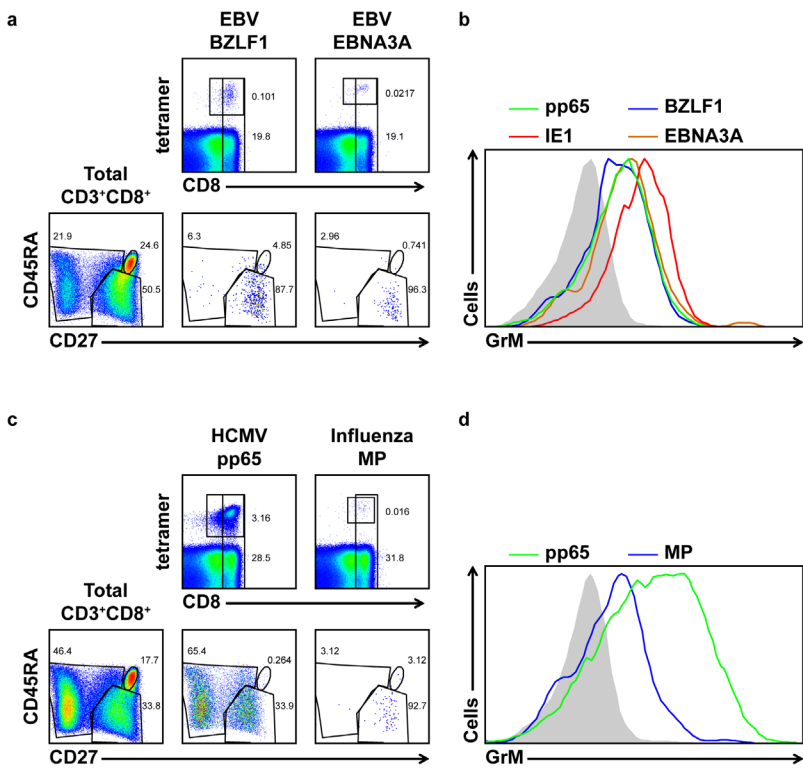 a
EBV
BZLF1
EBV
EBNA3A
tetramer
0.101
19.8
0.0217
19.1
CD8
Total
CD3⁺CD8⁺
CD45RA
21.9
24.6
50.5
6.3
4.85
87.7
2.96
0.741
96.3
CD27
b
pp65
BZLF1
IE1
EBNA3A
Cells
GrM
c
HCMV
pp65
Influenza
MP
tetramer
3.16
28.5
0.016
31.8
CD8
Total
CD3⁺CD8⁺
CD45RA
46.4
17.7
33.8
65.4
0.264
33.9
3.12
3.12
92.7
CD27
d
pp65
MP
Cells
GrM